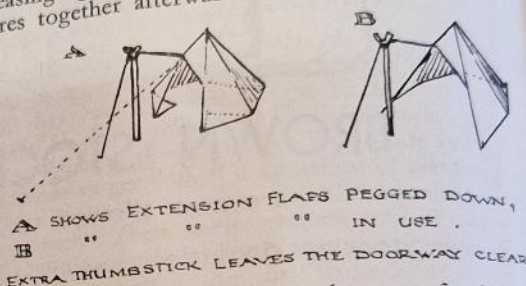 res together
A
B
A SHOWS EXTENSION FLAPS PEGGED DOWN,
B " " " IN USE.
EXTRA THUMBSTICK LEAVES THE DOORWAY CLEAR